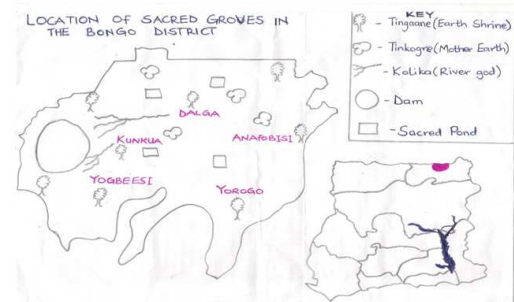 LOCATION OF SACRED GROVES IN
THE BONGO DISTRICT
KEY
- Tingaane (Earth Shrine)
- Tinkogre (Mother Earth)
- Kalika (River god)
- Dam
- Sacred Pond
DALGA
KUNKUA
ANAFOBISI
YOGBEESI
YOROGO